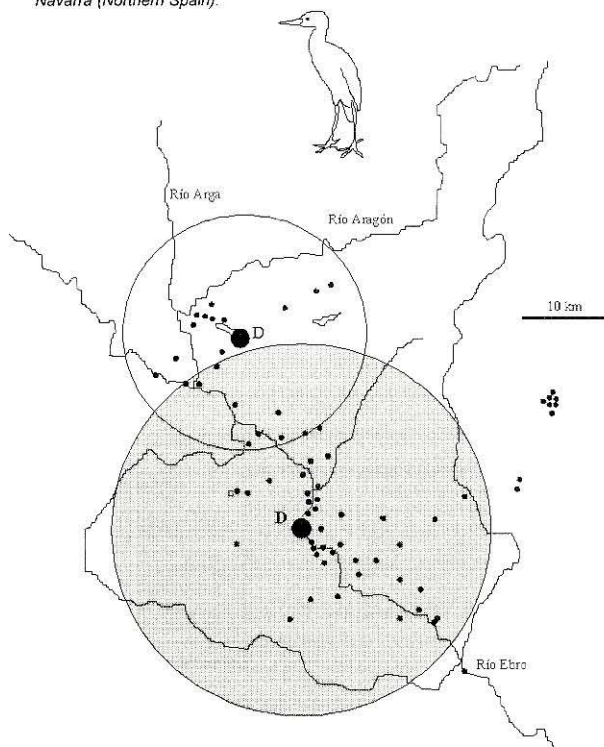 Navarra (Northern Spain).
Río Arga
Río Aragón
D
10 km
D
Río Ebro